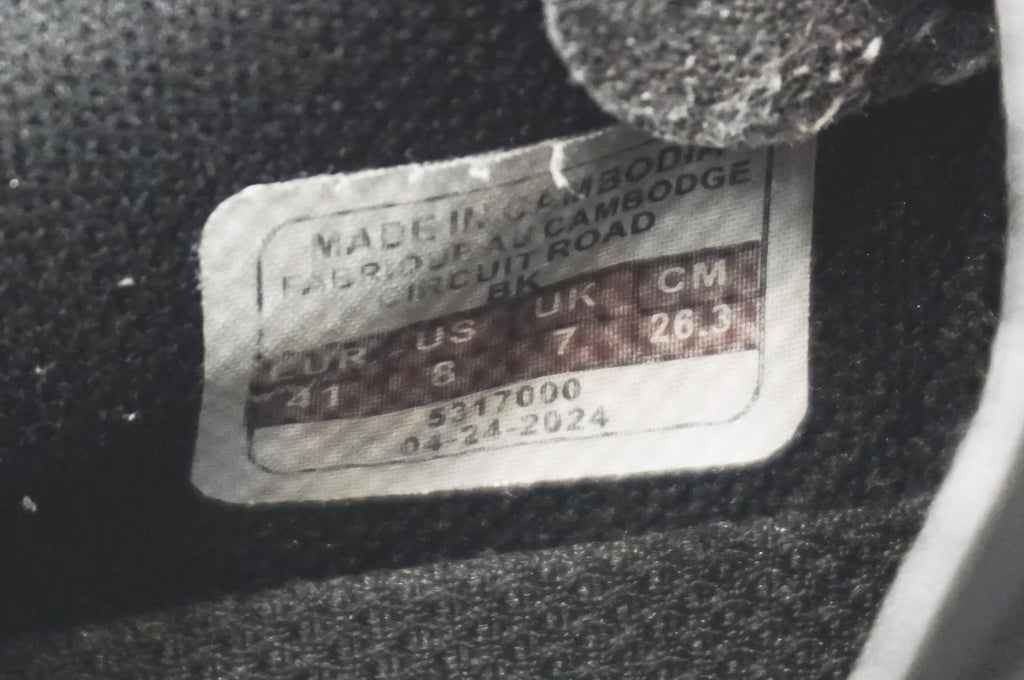 MADE IN CAMBODIA
FABRIQUE AU CAMBODGE
CIRCUIT ROAD
BK
EUR US UK CM
41 8 7 26.3
5317000
04-24-2024